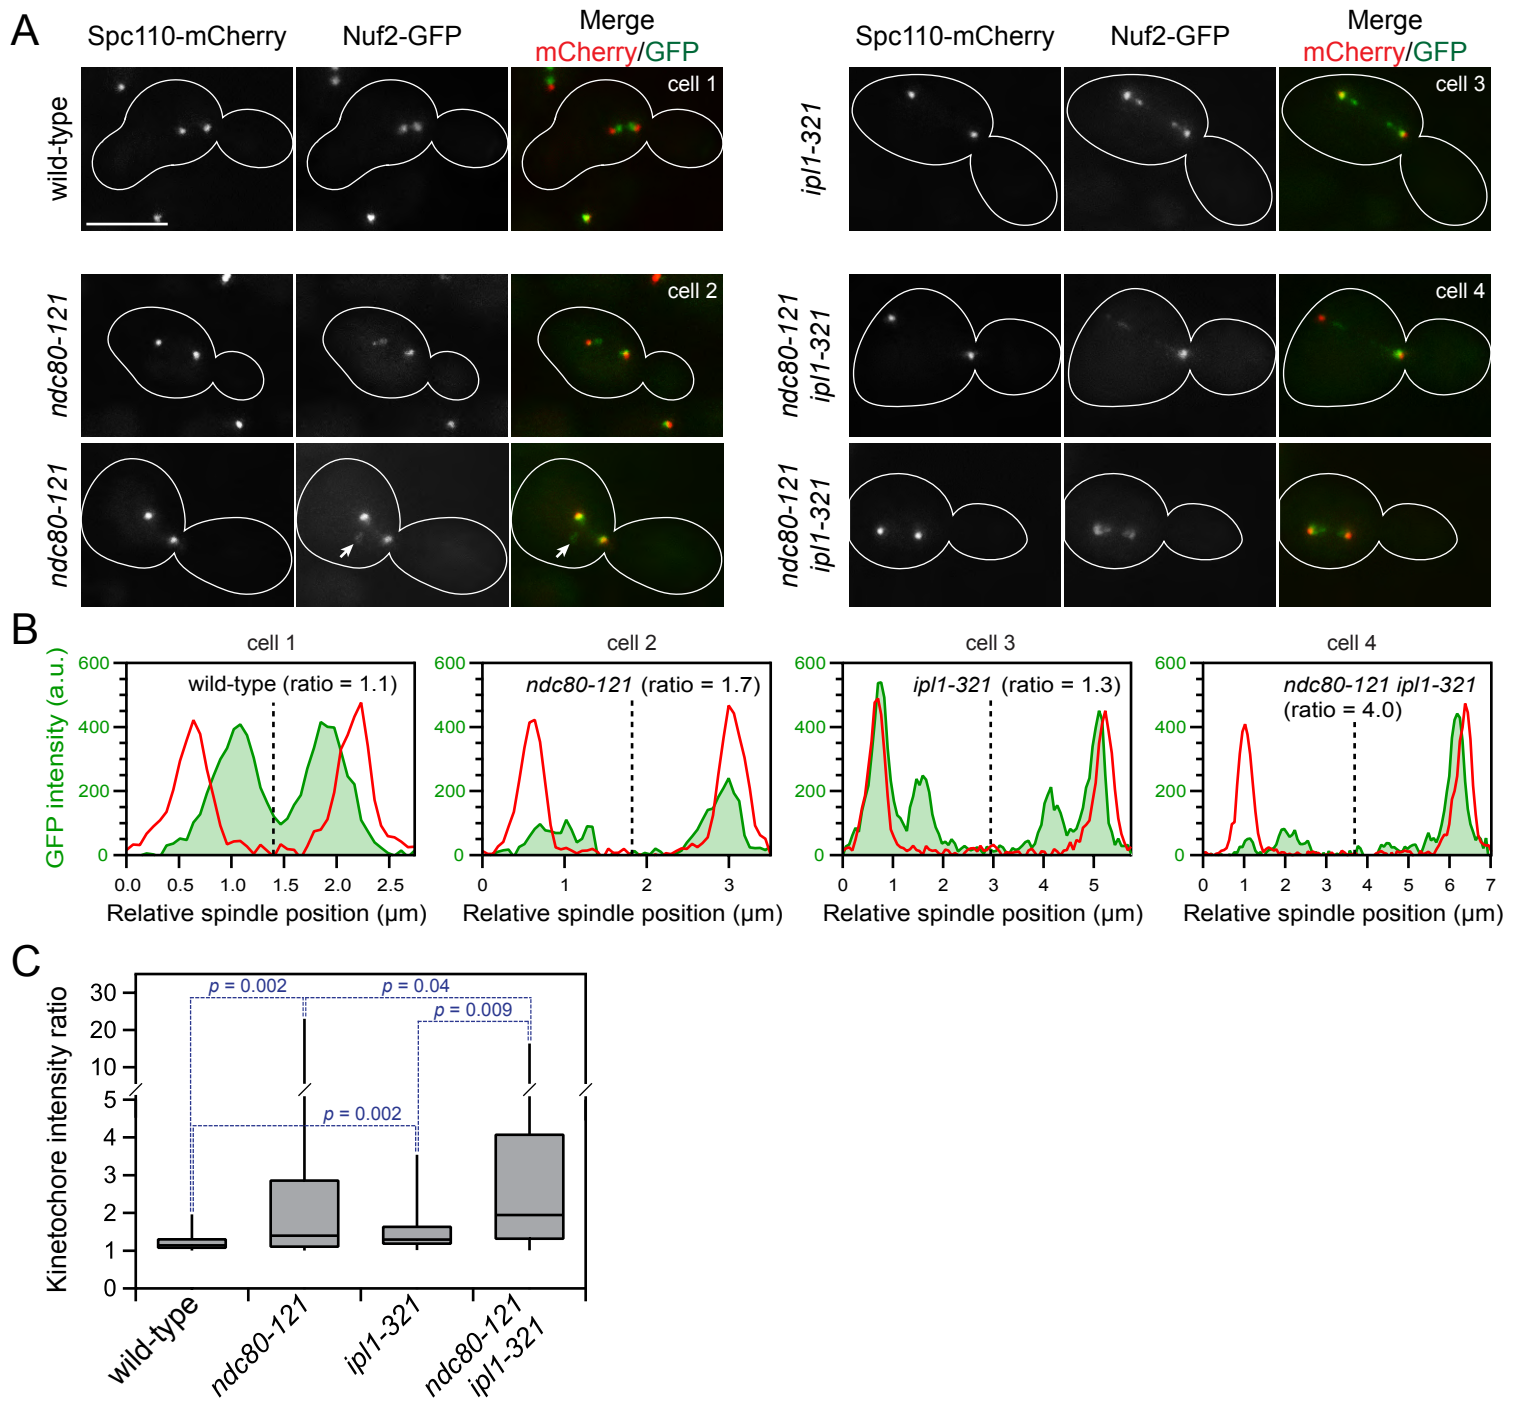 A
Spc110-mCherry Nuf2-GFP Merge mCherry/GFP
Spc110-mCherry Nuf2-GFP Merge mCherry/GFP
wild-type
cell 1
ipl1-321
cell 3
ndc80-121
cell 2
ndc80-121
ipl1-321
cell 4
ndc80-121
ndc80-121
ipl1-321
B
GFP intensity (a.u.)
cell 1
wild-type (ratio = 1.1)
600
400
200
0
0.0 0.5 1.0 1.5 2.0 2.5
Relative spindle position (µm)
cell 2
ndc80-121 (ratio = 1.7)
600
400
200
0
0 1 2 3
Relative spindle position (µm)
cell 3
ipl1-321 (ratio = 1.3)
600
400
200
0
0 1 2 3 4 5
Relative spindle position (µm)
cell 4
ndc80-121 ipl1-321
(ratio = 4.0)
600
400
200
0
0 1 2 3 4 5 6 7
Relative spindle position (µm)
C
Kinetochore intensity ratio
30
20
10
5
4
3
2
1
0
p = 0.002
p = 0.04
p = 0.009
p = 0.002
wild-type
ndc80-121
ipl1-321
ndc80-121
ipl1-321